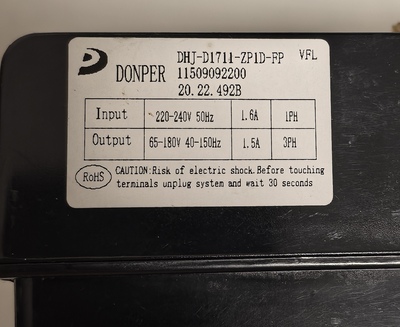 DHJ-D1711-ZP1D-FP VFL
DONPER 11509092200
20.22.492B
Input 220-240V 50Hz 1.6A 1PH
Output 65-180V 40-150Hz 1.5A 3PH
RoHS CAUTION:Risk of electric shock.Before touching
terminals unplug system and wait 30 seconds